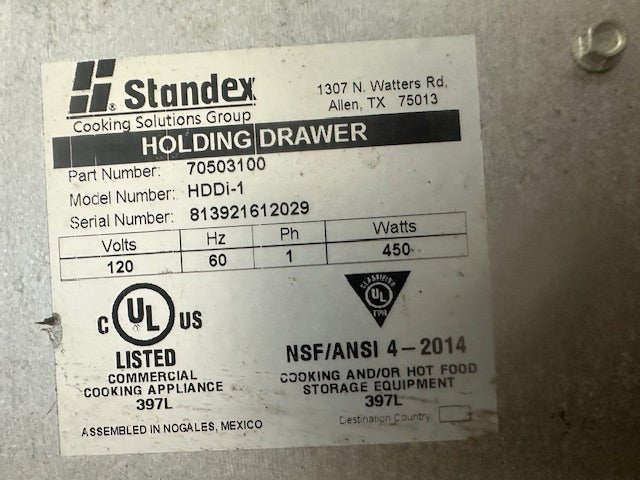 Standex
®
Cooking Solutions Group
1307 N. Watters Rd,
Allen, TX 75013
HOLDING DRAWER
Part Number: 70503100
Model Number: HDDi-1
Serial Number: 813921612029
Volts Hz Ph Watts
120 60 1 450
C UL US
®
LISTED
COMMERCIAL
COOKING APPLIANCE
397L
CLASSIFIED
UL
EPH
NSF/ANSI 4-2014
COOKING AND/OR HOT FOOD
STORAGE EQUIPMENT
397L
Destination Country
ASSEMBLED IN NOGALES, MEXICO